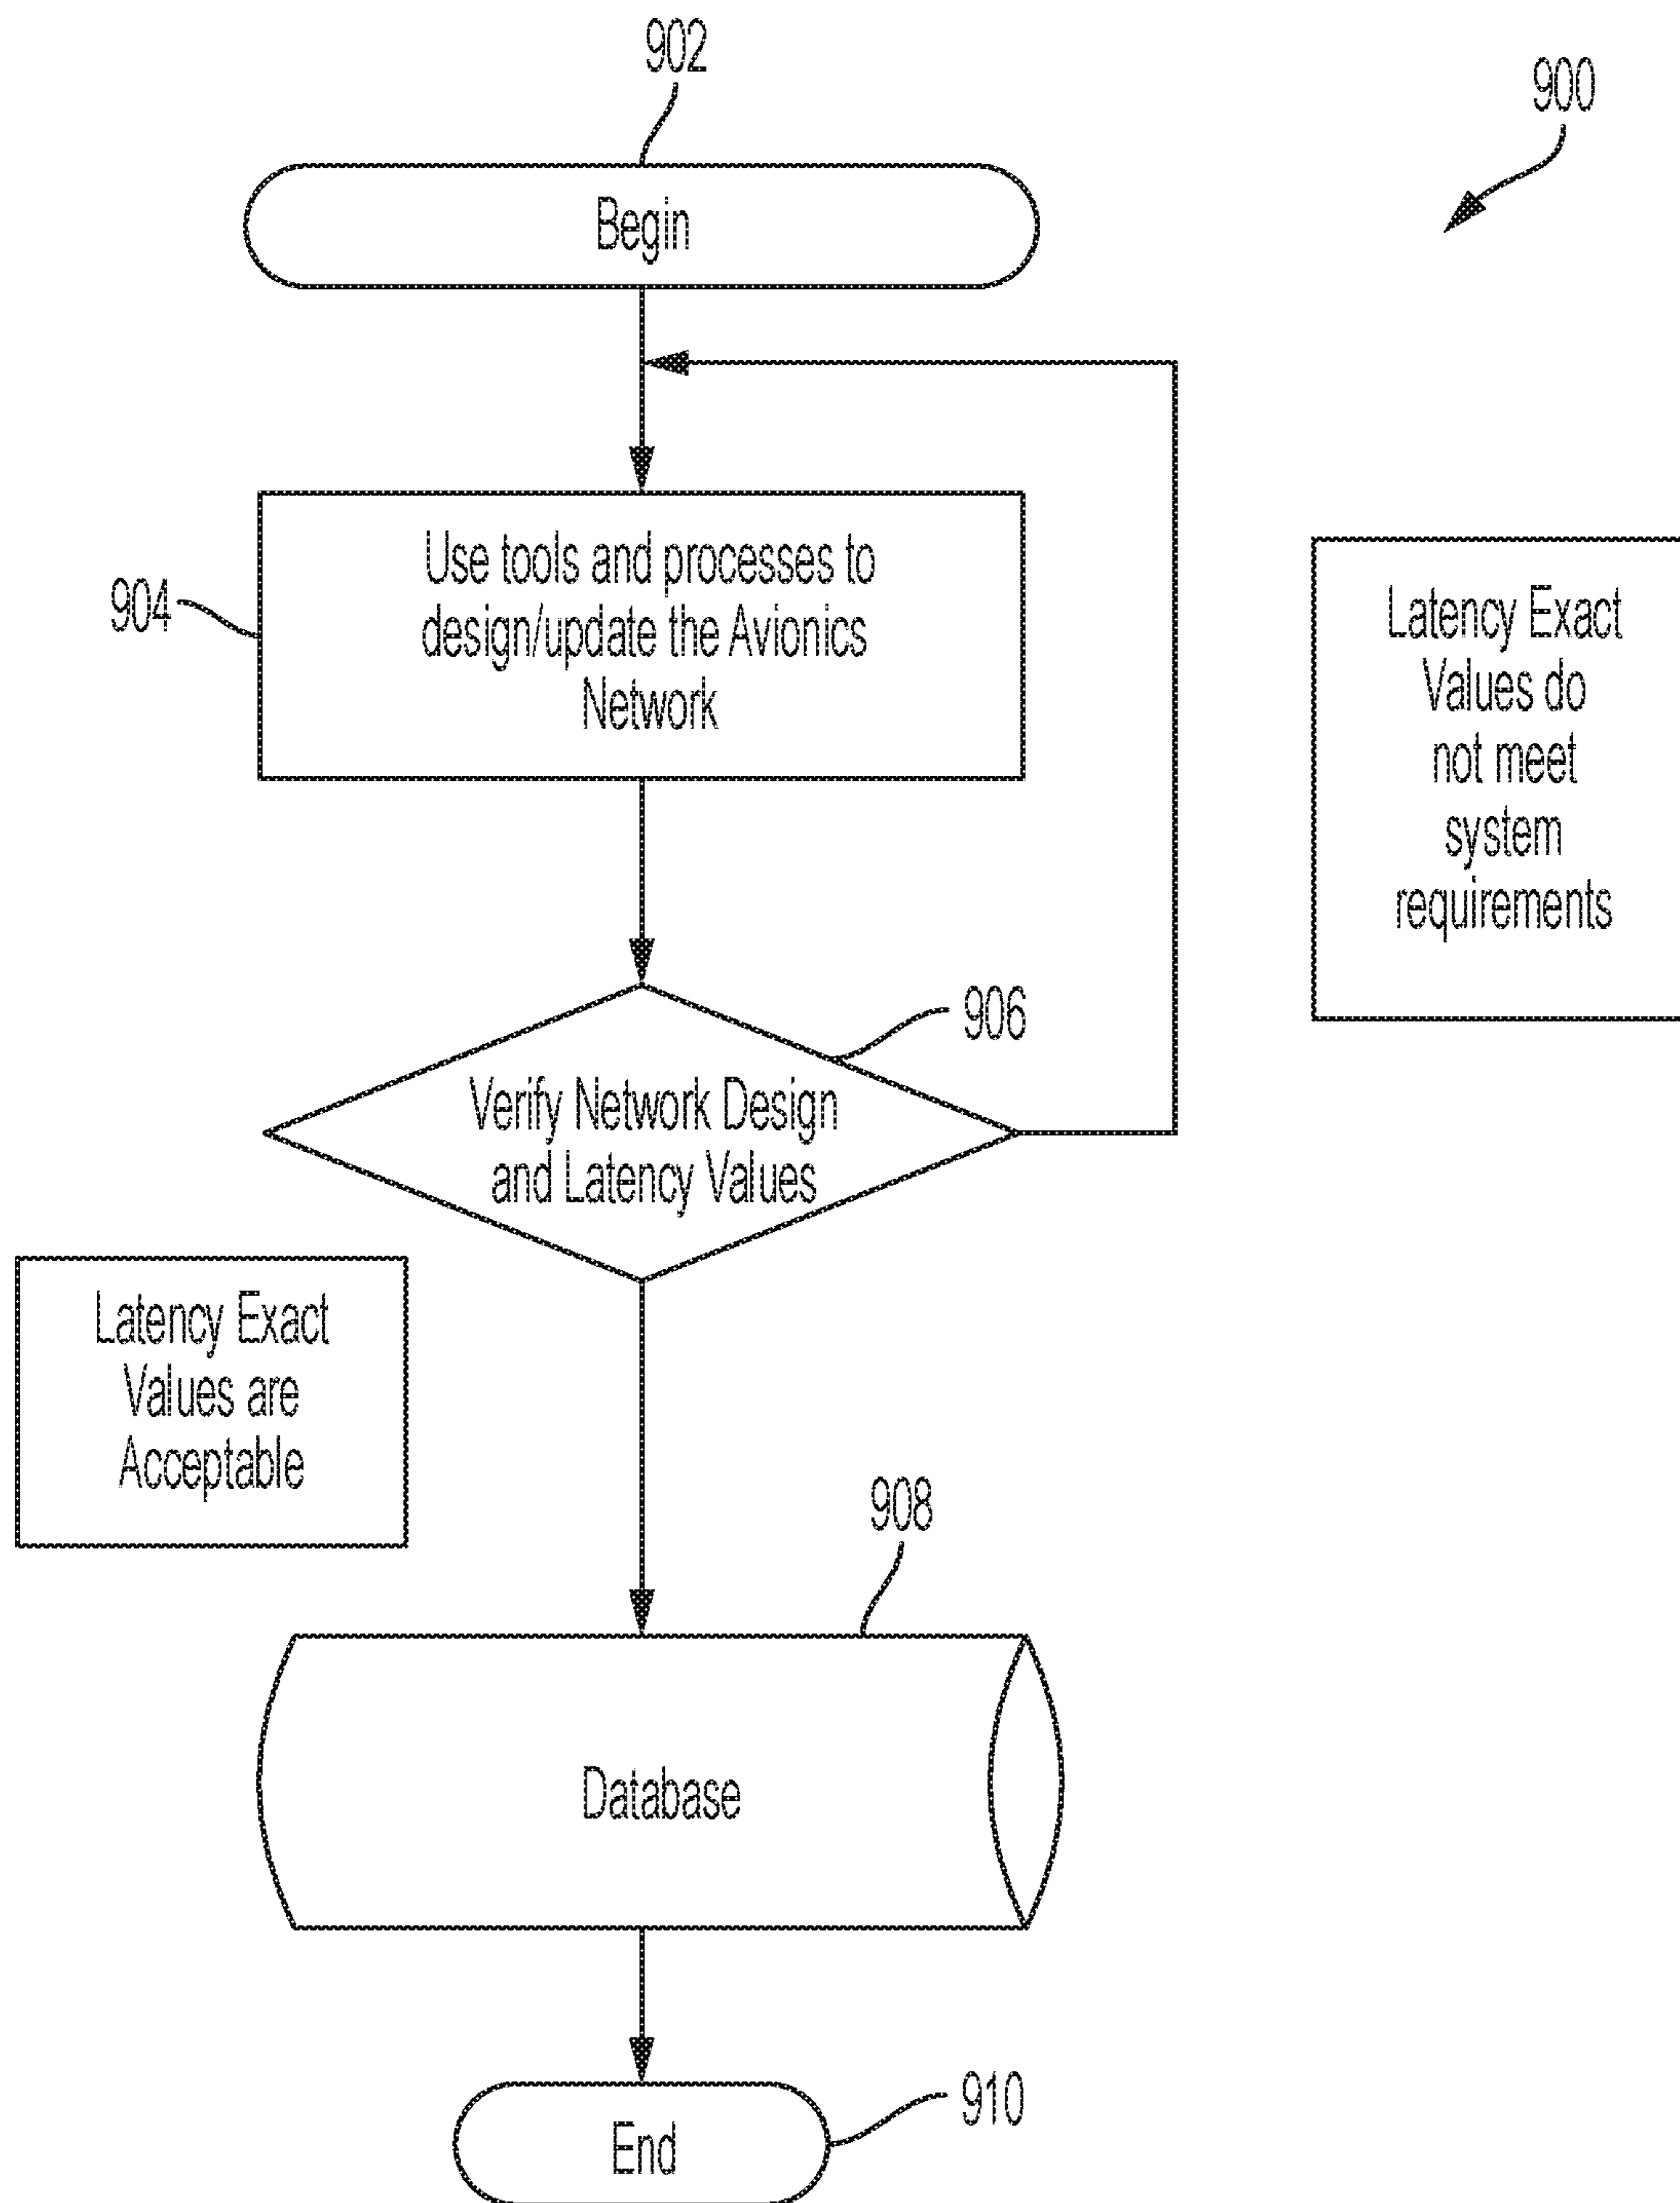 902
900
Begin
Use tools and processes to
design/update the Avionics
Network
904
Latency Exact
Values do
not meet
system
requirements
906
Verify Network Design
and Latency Values
Latency Exact
Values are
Acceptable
908
Database
910
End